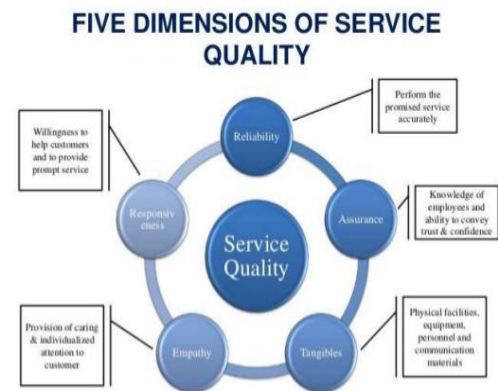 FIVE DIMENSIONS OF SERVICE
QUALITY
Perform the
promised service
accurately
Reliability
Willingness to
help customers
and to provide
prompt service
Responsiv
eness
Service
Quality
Assurance
Knowledge of
employees and
ability to convey
trust & confidence
Provision of caring
& individualized
attention to
customer
Empathy
Tangibles
Physical facilities,
equipment,
personnel and
communication
materials